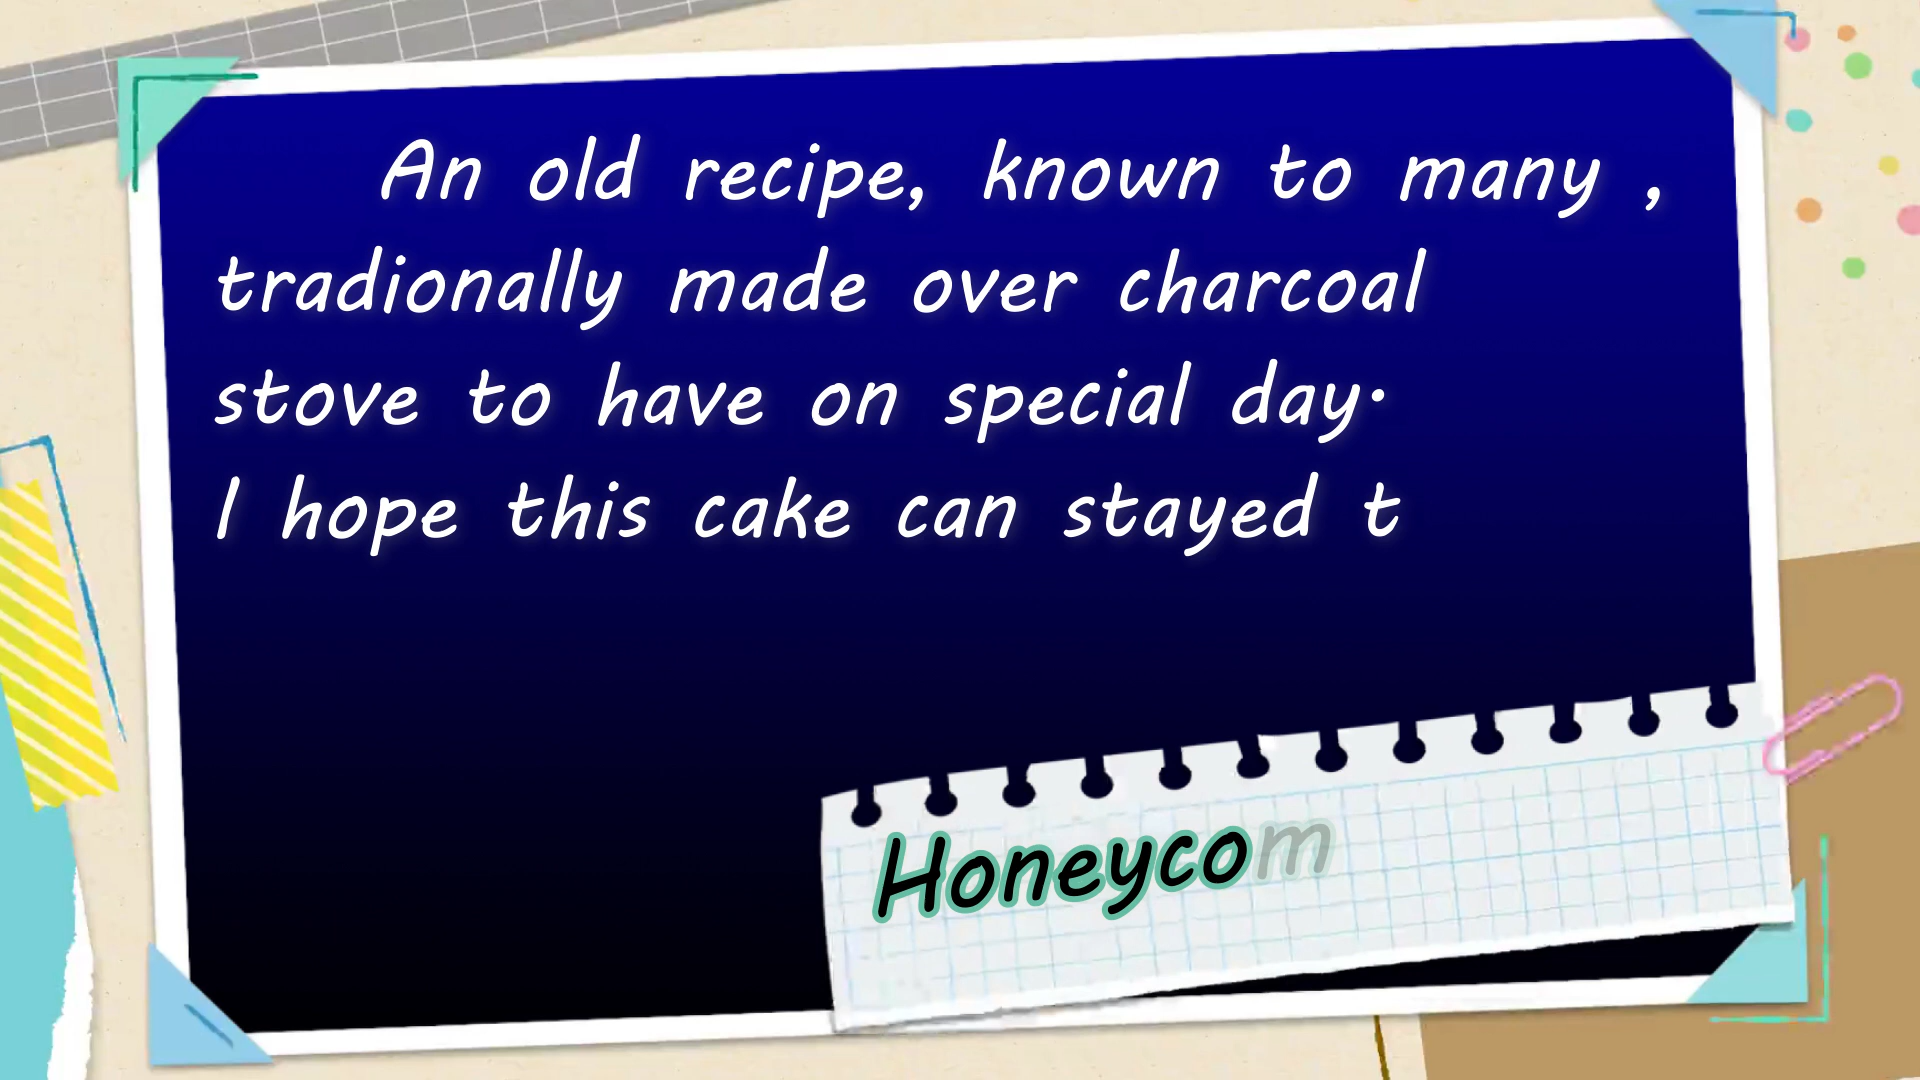 An old recipe, known to many ,
tradionally made over charcoal
stove to have on special day.
I hope this cake can stayed t
Honeycom